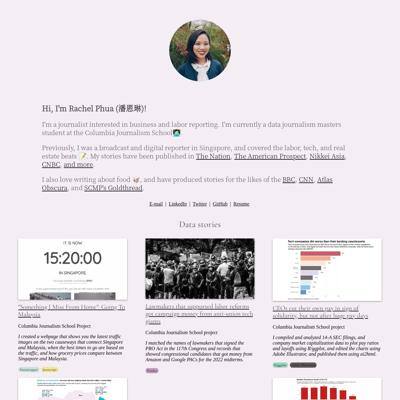 Hi, I'm Rachel Phua (潘恩琳)!
I'm a journalist interested in business and labor reporting. I'm currently a data journalism masters
student at the Columbia Journalism School
Previously, I was a broadcast and digital reporter in Singapore, and covered the labor, tech, and real
estate beats. My stories have been published in The Nation, The American Prospect, Nikkei Asia,
CNBC, and more.
I also love writing about food, and have produced stories for the likes of the BBC, CNN, Atlas
Obscura, and SCMP's Goldthread.
E-mail | LinkedIn | Twitter | GitHub | Resume
Data stories
IT IS NOW
15:20:00
IN SINGAPORE.
"Something I Miss From Home": Going To
Malaysia
Columbia Journalism School Project
I created a webpage that shows you the latest traffic
images on the two causeways that connect Singapore
and Malaysia, when the best times to go are based on
the traffic, and how grocery prices compare between
Singapore and Malaysia.
Lawmakers that supported labor reforms
got campaign money from anti-union tech
giants
Columbia Journalism School project
I matched the names of lawmakers that signed the
PRO Act in the 117th Congress and records that
showed congressional candidates that got money from
Amazon and Google PACs for the 2022 midterms.
CEOs cut their own pay in sign of
solidarity, but not after huge pay days
Columbia Journalism School project
I compiled and analyzed 14-A SEC filings, and
company market capitalization data to plot pay ratios
and layoffs using R/ggplot, and edited the charts using
Adobe Illustrator, and published them using ai2html.